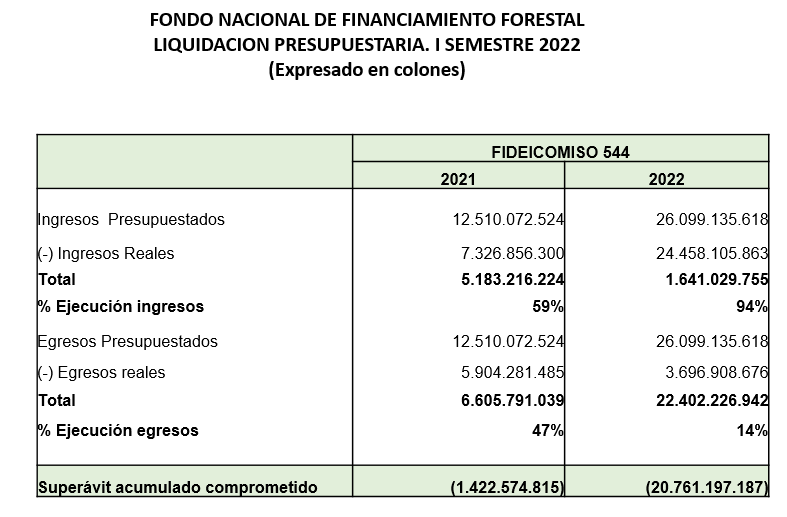 FONDO NACIONAL DE FINANCIAMIENTO FORESTAL
LIQUIDACION PRESUPUESTARIA. I SEMESTRE 2022
(Expresado en colones)
FIDEICOMISO 544
2021 2022
Ingresos Presupuestados 12.510.072.524 26.099.135.618
(-) Ingresos Reales 7.326.856.300 24.458.105.863
Total 5.183.216.224 1.641.029.755
% Ejecución ingresos 59% 94%
Egresos Presupuestados 12.510.072.524 26.099.135.618
(-) Egresos reales 5.904.281.485 3.696.908.676
Total 6.605.791.039 22.402.226.942
% Ejecución egresos 47% 14%
Superávit acumulado comprometido (1.422.574.815) (20.761.197.187)